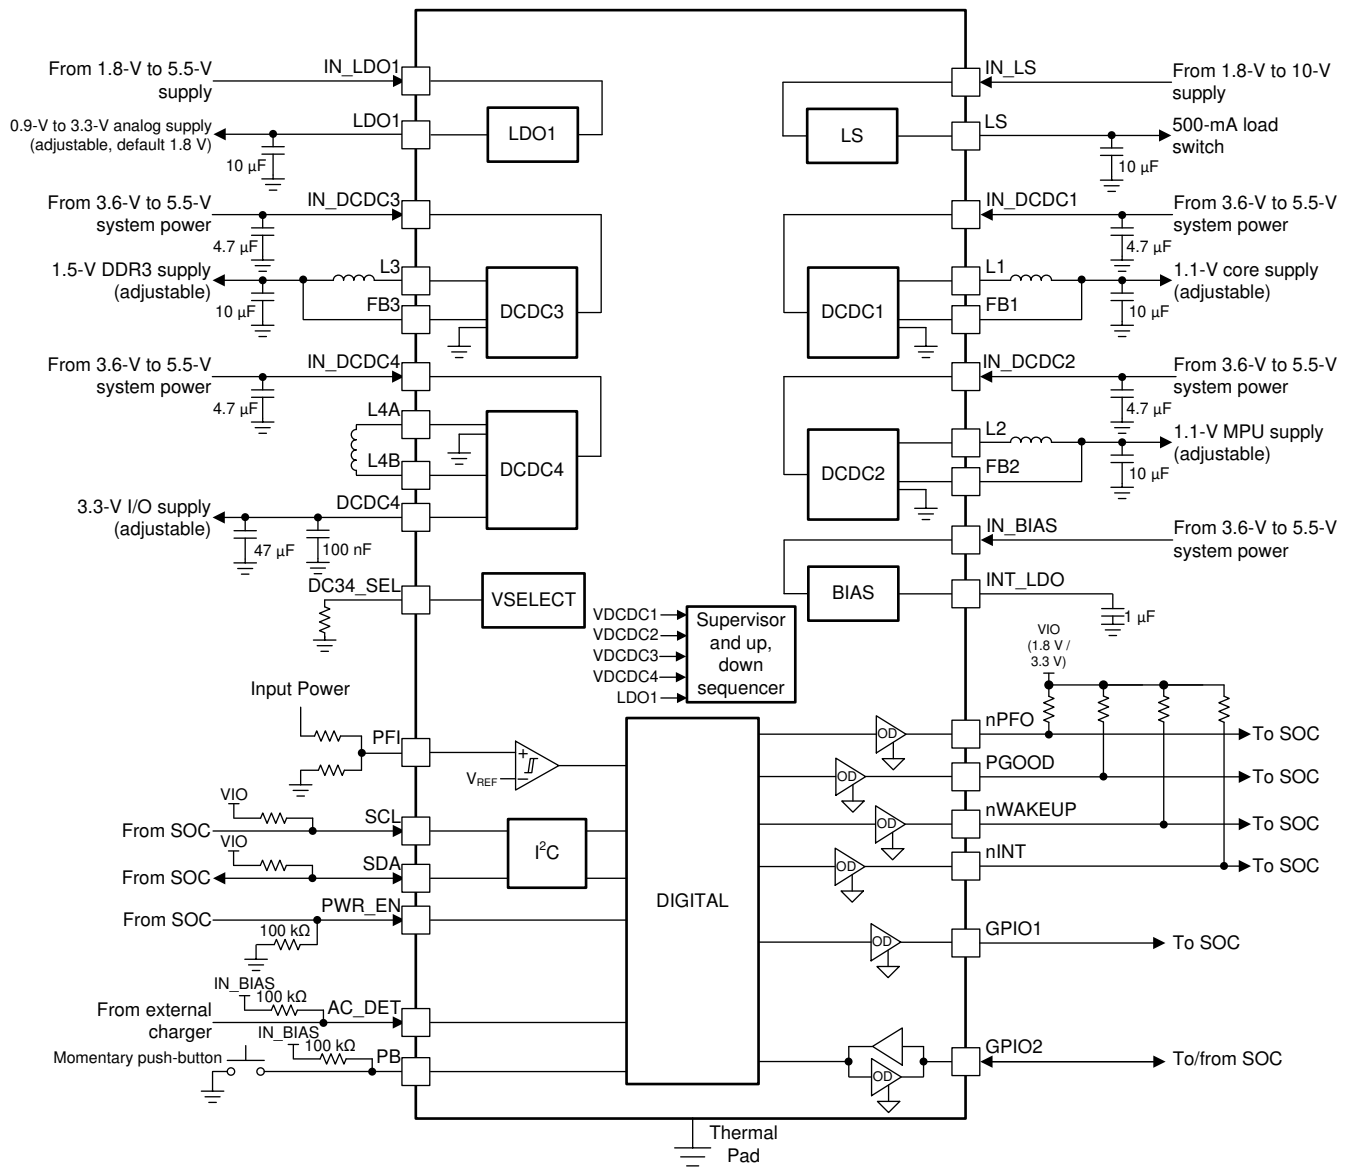 From 1.8-V to 5.5-V
supply
IN_LDO1
LDO1
0.9-V to 3.3-V analog supply
(adjustable, default 1.8 V)
10 µF
LDO1
From 3.6-V to 5.5-V
system power
IN_DCDC3
4.7 µF
1.5-V DDR3 supply
(adjustable)
L3
10 µF
FB3
DCDC3
From 3.6-V to 5.5-V
system power
IN_DCDC4
4.7 µF
L4A
L4B
DCDC4
DCDC4
3.3-V I/O supply
(adjustable)
47 µF
100 nF
DC34_SEL
VSELECT
IN_LS
From 1.8-V to 10-V
supply
LS
LS
500-mA load
switch
10 µF
IN_DCDC1
From 3.6-V to 5.5-V
system power
4.7 µF
L1
1.1-V core supply
(adjustable)
DCDC1
FB1
10 µF
IN_DCDC2
From 3.6-V to 5.5-V
system power
4.7 µF
L2
1.1-V MPU supply
(adjustable)
DCDC2
FB2
10 µF
IN_BIAS
From 3.6-V to 5.5-V
system power
BIAS
INT_LDO
1 µF
VDCDC1
VDCDC2
VDCDC3
VDCDC4
LDO1
Supervisor
and up,
down
sequencer
VIO
(1.8 V /
3.3 V)
Input Power
PFI
VREF
+
−
VIO
From SOC
SCL
VIO
From SOC
SDA
I²C
From SOC
PWR_EN
100 kΩ
IN_BIAS
100 kΩ
From external
charger
AC_DET
IN_BIAS
100 kΩ
Momentary push-button
PB
DIGITAL
OD
nPFO
To SOC
OD
PGOOD
To SOC
OD
nWAKEUP
To SOC
OD
nINT
To SOC
OD
GPIO1
To SOC
OD
GPIO2
To/from SOC
Thermal
Pad